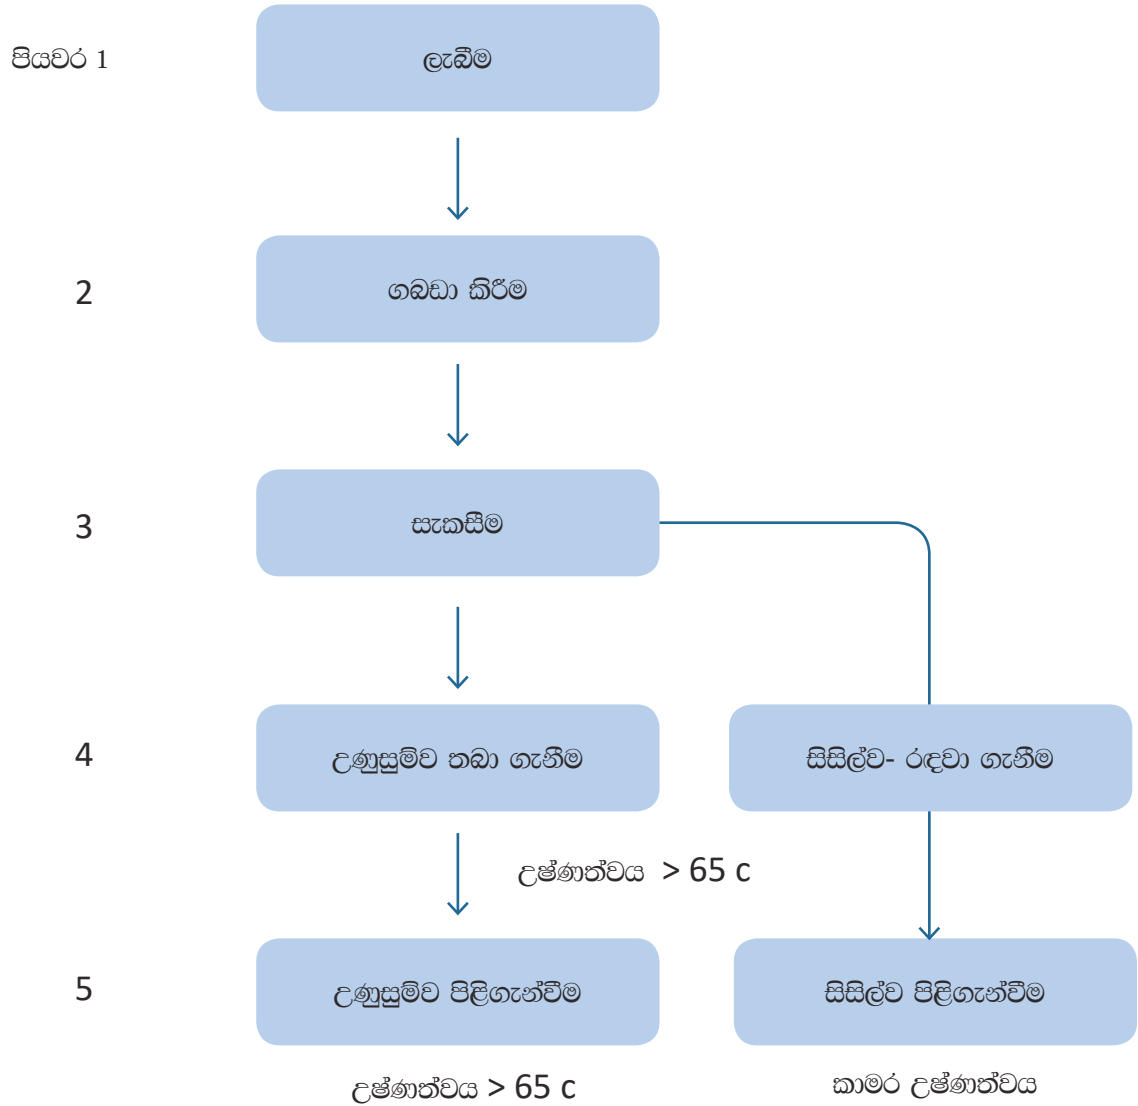 පියවර 1
ලැබීම
2
ගබඩා කිරීම
3
සැකසීම
4
උණුසුම්ව තබා ගැනීම
සිසිල්ව- රඳවා ගැනීම
උෂ්ණත්වය > 65 c
5
උණුසුම්ව පිළිගැන්වීම
සිසිල්ව පිළිගැන්වීම
උෂ්ණත්වය > 65 c
කාමර උෂ්ණත්වය